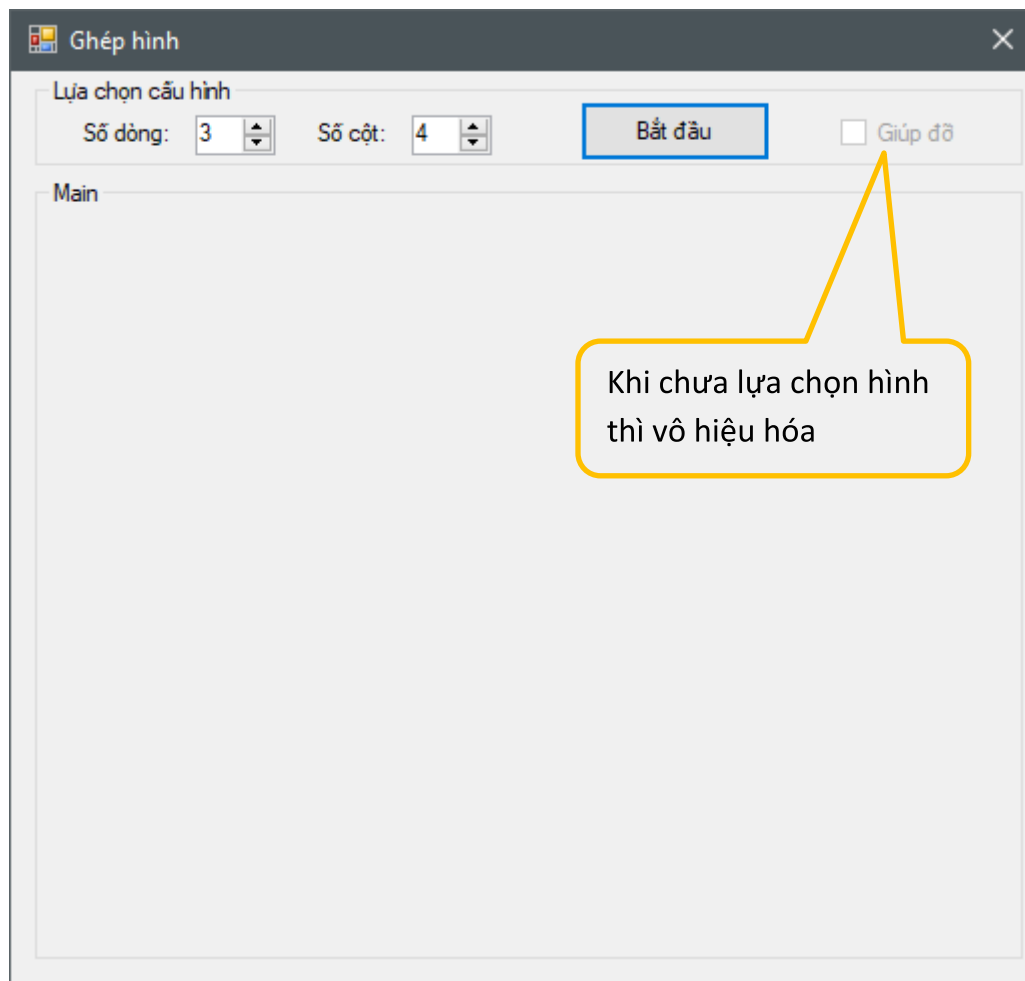 Ghép hình
Lựa chọn cấu hình
Số dòng: 3 Số cột: 4 Bắt đầu Giúp đỡ
Main
Khi chưa lựa chọn hình
thì vô hiệu hóa